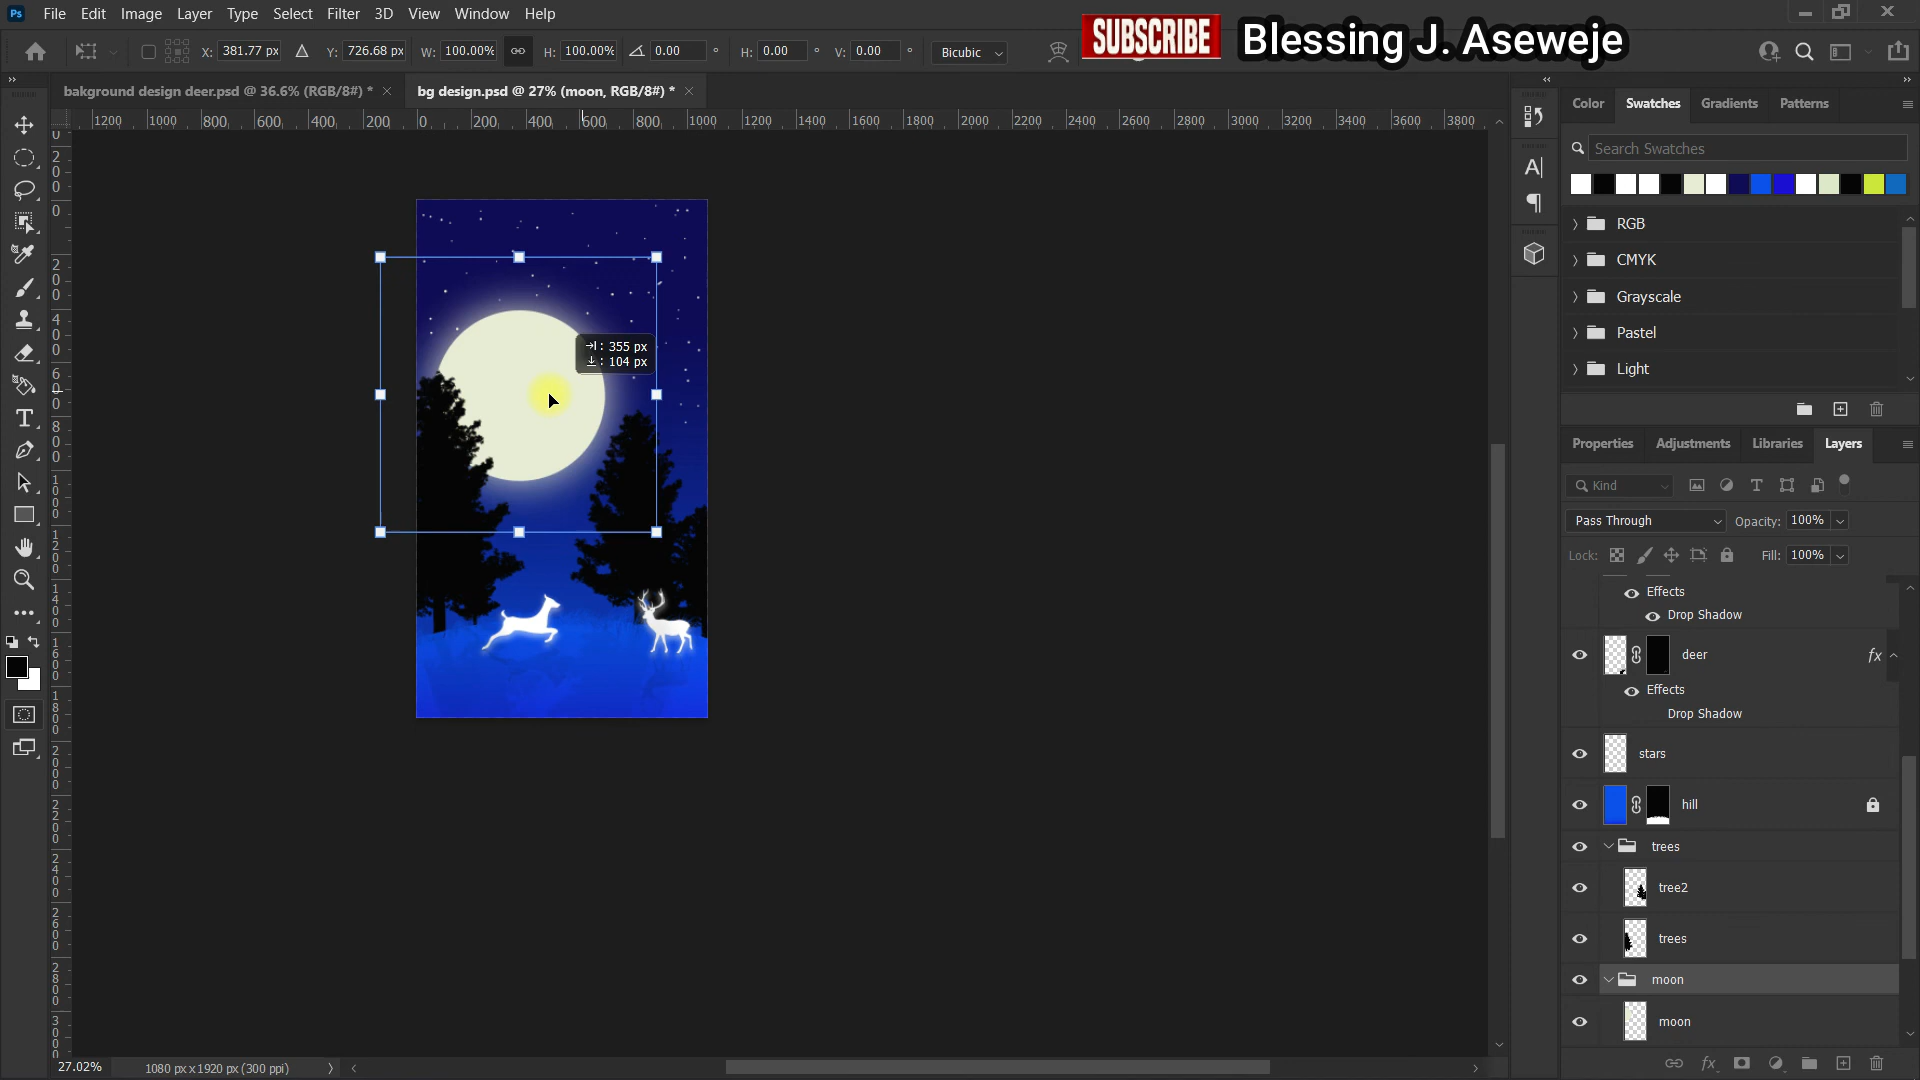 Ps File Edit Image Layer Type Select Filter 3D View Window Help
SUBSCRIBE Blessing J. Aseweje
X: 381.77 px Y: 726.68 px W: 100.00% H: 100.00% 0.00 ° H: 0.00 ° V: 0.00 ° Bicubic
bakground design deer.psd @ 36.6% (RGB/8#) * × bg design.psd @ 27% (moon, RGB/8#) * ×
Color Swatches Gradients Patterns
1200 1000 800 600 400 200 0 200 400 600 800 1000 1200 1400 1600 1800 2000 2200 2400 2600 2800 3000 3200 3400 3600 3800
Search Swatches
RGB
CMYK
Grayscale
Pastel
Light
: 355 px
: 104 px
Properties Adjustments Libraries Layers
Kind
Pass Through Opacity: 100%
Lock: Fill: 100%
Effects
Drop Shadow
deer fx
Effects
Drop Shadow
stars
hill
trees
tree2
trees
moon
moon
27.02% 1080 px x 1920 px (300 ppi)